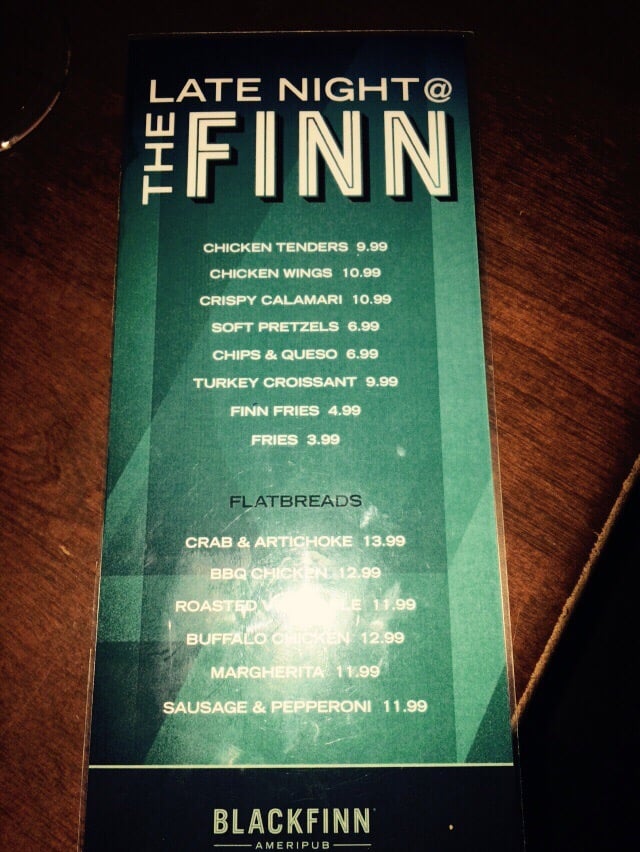 LATE NIGHT @
THE FINN
CHICKEN TENDERS 9.99
CHICKEN WINGS 10.99
CRISPY CALAMARI 10.99
SOFT PRETZELS 6.99
CHIPS & QUESO 6.99
TURKEY CROISSANT 9.99
FINN FRIES 4.99
FRIES 3.99
FLATBREADS
CRAB & ARTICHOKE 13.99
BBQ CHICKEN 12.99
ROASTED 11.99
BUFFALO CHICKEN 12.99
MARGHERITA 11.99
SAUSAGE & PEPPERONI 11.99
BLACKFINN
AMERIPUB